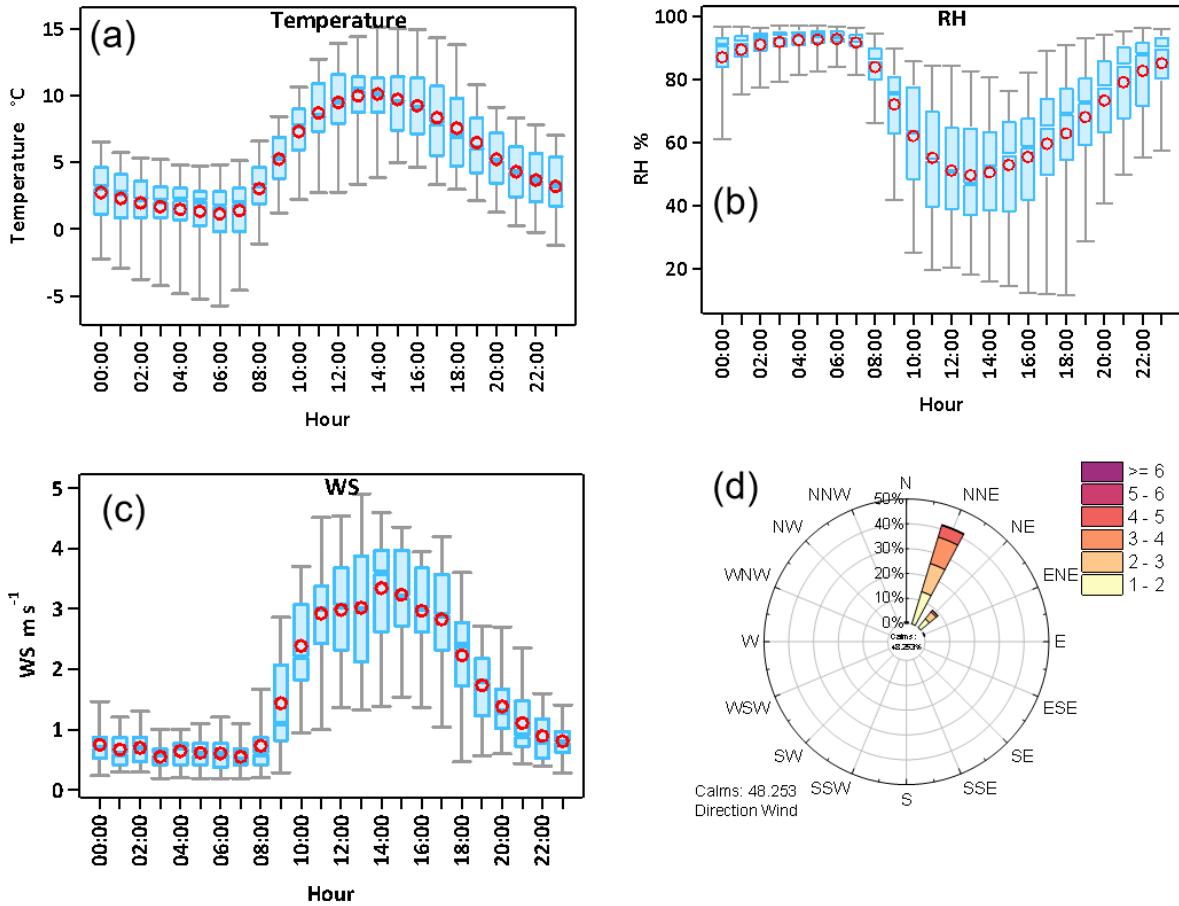 (a)
Temperature
Temperature °C
15
10
5
0
-5
00:00
02:00
04:00
06:00
08:00
10:00
12:00
14:00
16:00
18:00
20:00
22:00
Hour
(b)
RH
RH %
100
80
60
40
20
00:00
02:00
04:00
06:00
08:00
10:00
12:00
14:00
16:00
18:00
20:00
22:00
Hour
(c)
WS
WS m s⁻¹
5
4
3
2
1
0
00:00
02:00
04:00
06:00
08:00
10:00
12:00
14:00
16:00
18:00
20:00
22:00
Hour
(d)
N
NNE
NE
ENE
E
ESE
SE
SSE
S
SSW
SW
WSW
W
WNW
NW
NNW
50%
40%
30%
20%
10%
0%
Calms :
48.253%
>= 6
5 - 6
4 - 5
3 - 4
2 - 3
1 - 2
Calms: 48.253
Direction Wind